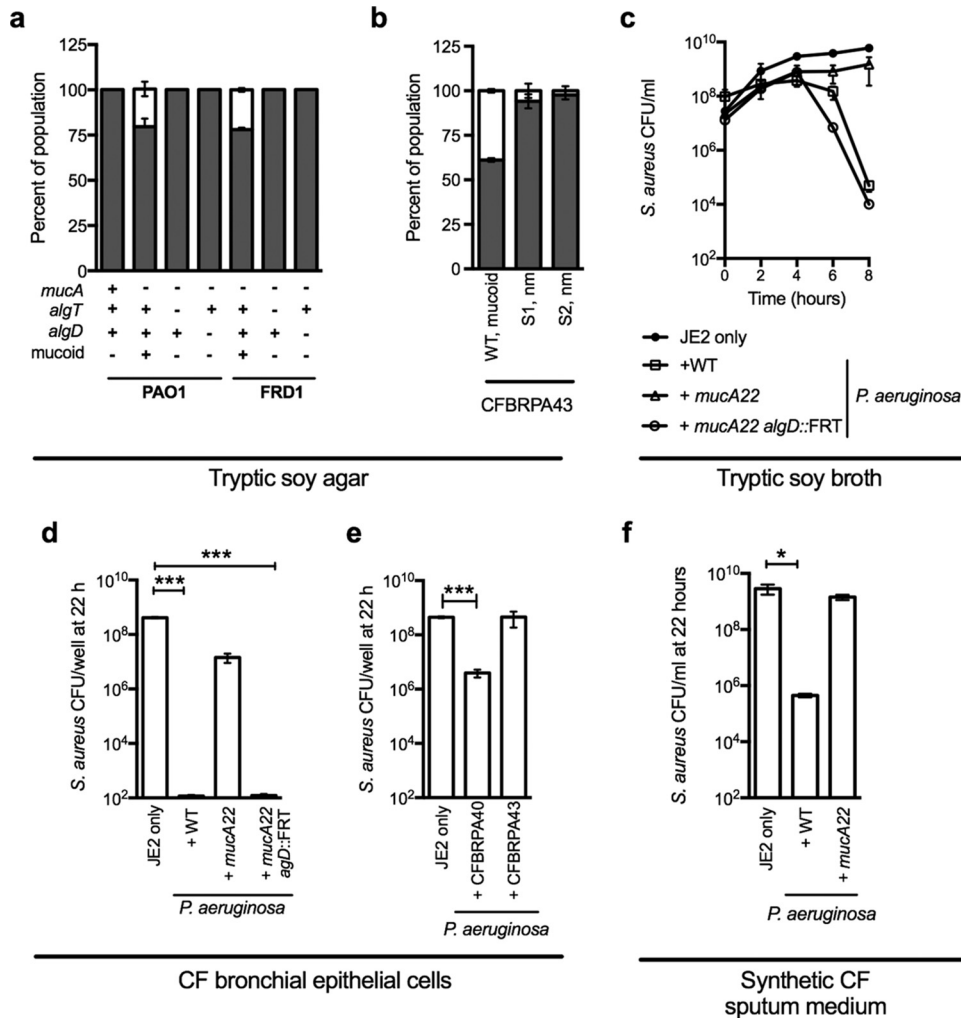 a
Percent of population
125
100
75
50
25
0
mucA + - - - - - -
algT + + - + + - +
algD + + + - + + -
mucoid - + - - + - -
PAO1 FRD1
b
Percent of population
125
100
75
50
25
0
WT, mucoid
S1, nm
S2, nm
CFBRPA43
Tryptic soy agar
c
S. aureus CFU/ml
10^10
10^8
10^6
10^4
10^2
0 2 4 6 8
Time (hours)
JE2 only
+WT
+ mucA22
+ mucA22 algD::FRT
P. aeruginosa
Tryptic soy broth
d
S. aureus CFU/well at 22 h
10^10
10^8
10^6
10^4
10^2
***
***
JE2 only
+ WT
+ mucA22
+ mucA22
agD::FRT
P. aeruginosa
e
S. aureus CFU/well at 22 h
10^10
10^8
10^6
10^4
10^2
***
JE2 only
+ CFBRPA40
+ CFBRPA43
P. aeruginosa
CF bronchial epithelial cells
f
S. aureus CFU/ml at 22 hours
10^10
10^8
10^6
10^4
10^2
*
JE2 only
+ WT
+ mucA22
P. aeruginosa
Synthetic CF
sputum medium